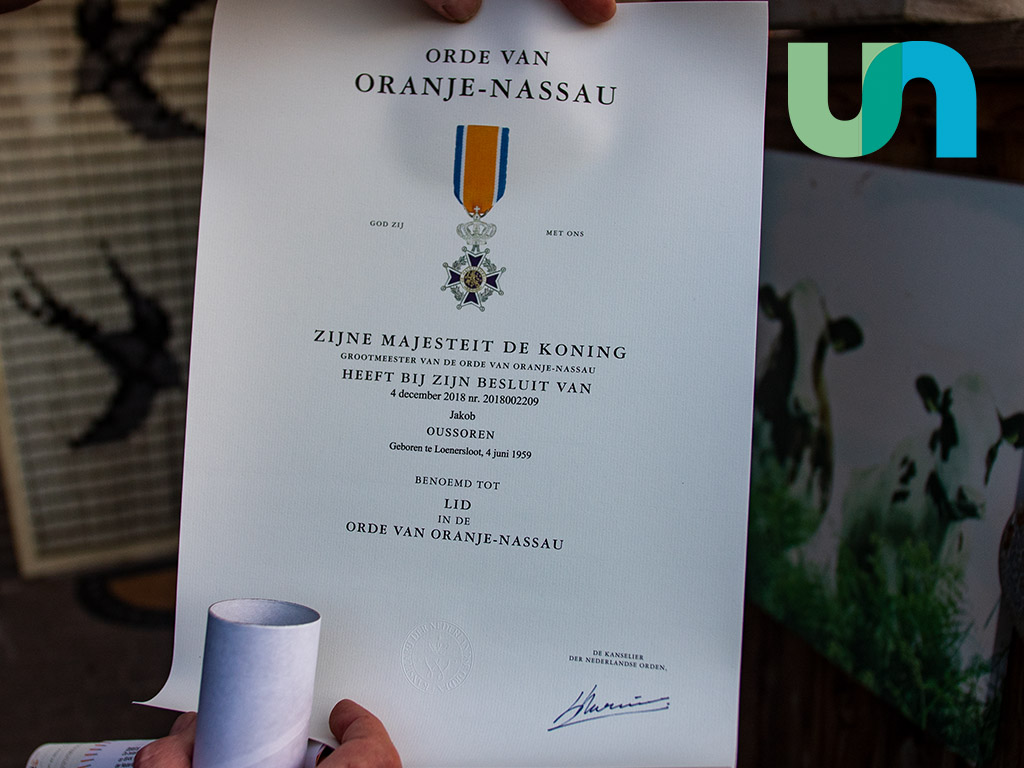 ORDE VAN
ORANJE-NASSAU
GOD ZIJ MET ONS
ZIJNE MAJESTEIT DE KONING
GROOTMEESTER VAN DE ORDE VAN ORANJE-NASSAU
HEEFT BIJ ZIJN BESLUIT VAN
4 december 2018 nr. 2018002209
Jakob
OUSSOREN
Geboren te Loenersloot, 4 juni 1959
BENOEMD TOT
LID
IN DE
ORDE VAN ORANJE-NASSAU
DE KANSELIER
DER NEDERLANDSE ORDEN,
un